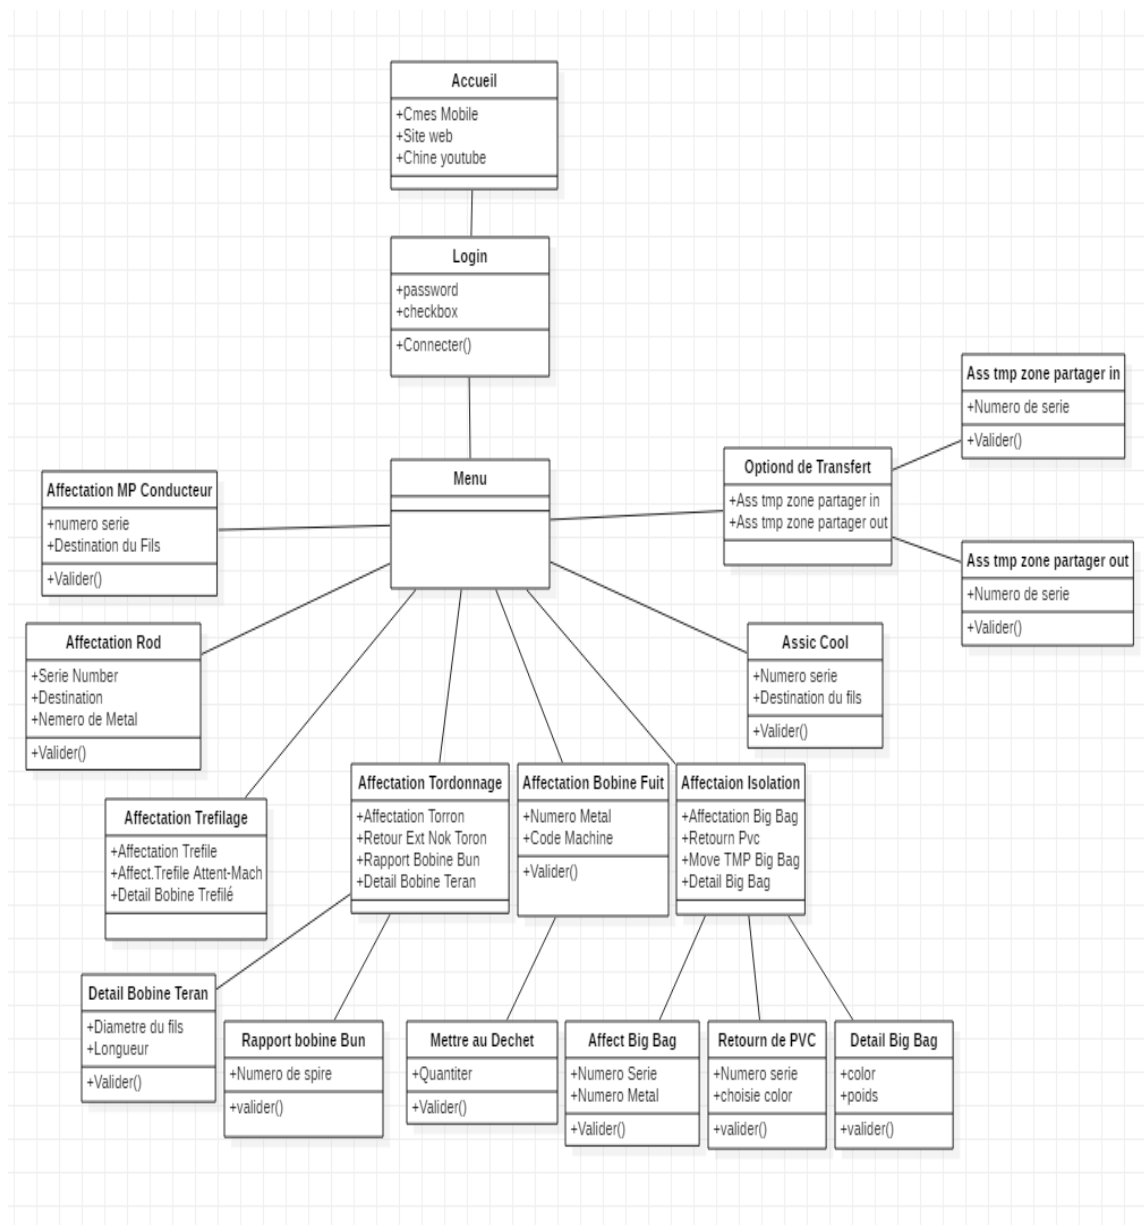 Accueil
+Cmes Mobile
+Site web
+Chine youtube
Login
+password
+checkbox
+Connecter()
Menu
Affectation MP Conducteur
+numero serie
+Destination du Fils
+Valider()
Optiond de Transfert
+Ass tmp zone partager in
+Ass tmp zone partager out
Ass tmp zone partager in
+Numero de serie
+Valider()
Ass tmp zone partager out
+Numero de serie
+Valider()
Affectation Rod
+Serie Number
+Destination
+Nemero de Metal
+Valider()
Assic Cool
+Numero serie
+Destination du fils
+Valider()
Affectation Trefilage
+Affectation Trefile
+Affect.Trefile Attent-Mach
+Detail Bobine Trefilé
Affectation Tordonnage
+Affectation Torron
+Retour Ext Nok Toron
+Rapport Bobine Bun
+Detail Bobine Teran
Affectation Bobine Fuit
+Numero Metal
+Code Machine
+Valider()
Affectaion Isolation
+Affectation Big Bag
+Retourn Pvc
+Move TMP Big Bag
+Detail Big Bag
Detail Bobine Teran
+Diametre du fils
+Longueur
+Valider()
Rapport bobine Bun
+Numero de spire
+valider()
Mettre au Dechet
+Quantiter
+Valider()
Affect Big Bag
+Numero Serie
+Numero Metal
+Valider()
Retourn de PVC
+Numero serie
+choisie color
+valider()
Detail Big Bag
+color
+poids
+valider()